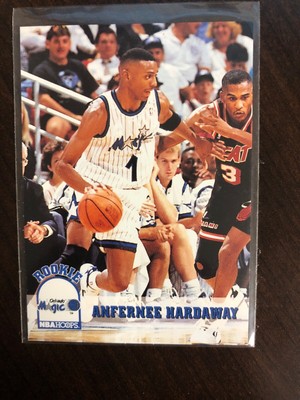 Magic
1
HEAT
3
ROOKIE
Orlando
Magic
NBA HOOPS
ANFERNEE HARDAWAY